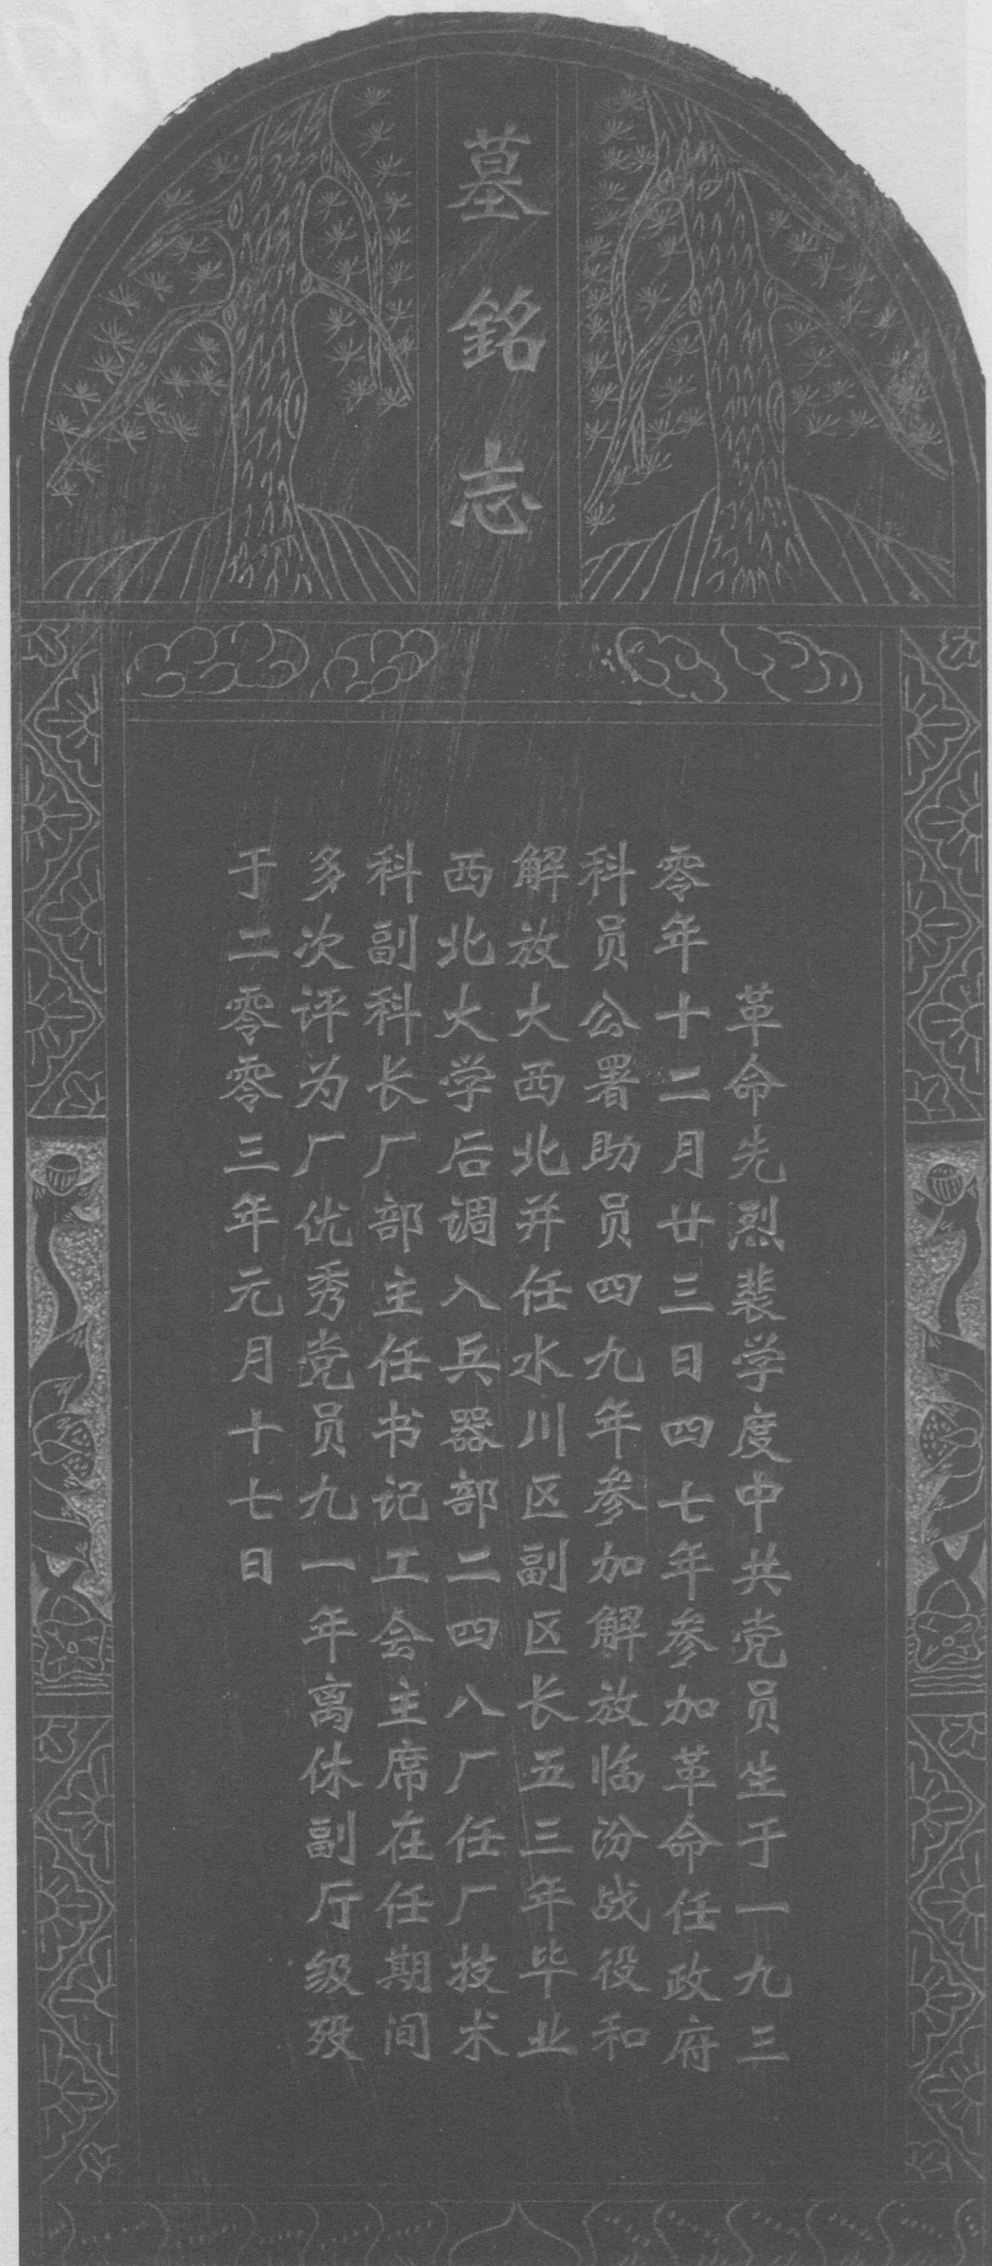 墓銘志
革命先烈裴学度中共党员生于一九三
零年十二月廿三日四七年参加革命任政府
科员公署助员四九年参加解放临汾战役和
解放大西北并任水川区副区长五三年毕业
西北大学后调入兵器部二四八厂任厂技术
科副科长厂部主任书记工会主席在任期间
多次评为厂优秀党员九一年离休副厅级殁
于二零零三年元月十七日